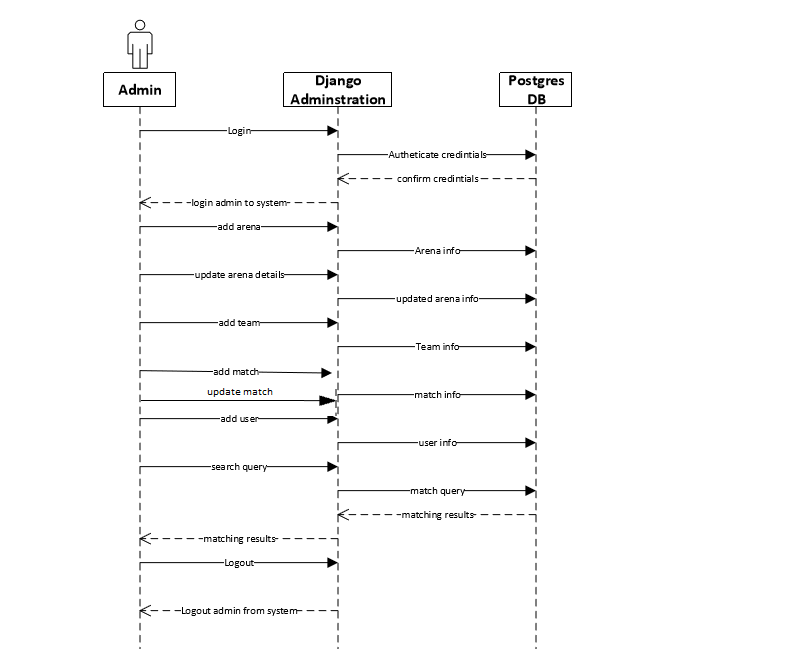 Admin
Django
Adminstration
Postgres
DB
Login
Autheticate credintials
confirm credintials
login admin to system
add arena
Arena info
update arena details
updated arena info
add team
Team info
add match
update match
match info
add user
user info
search query
match query
matching results
matching results
Logout
Logout admin from system